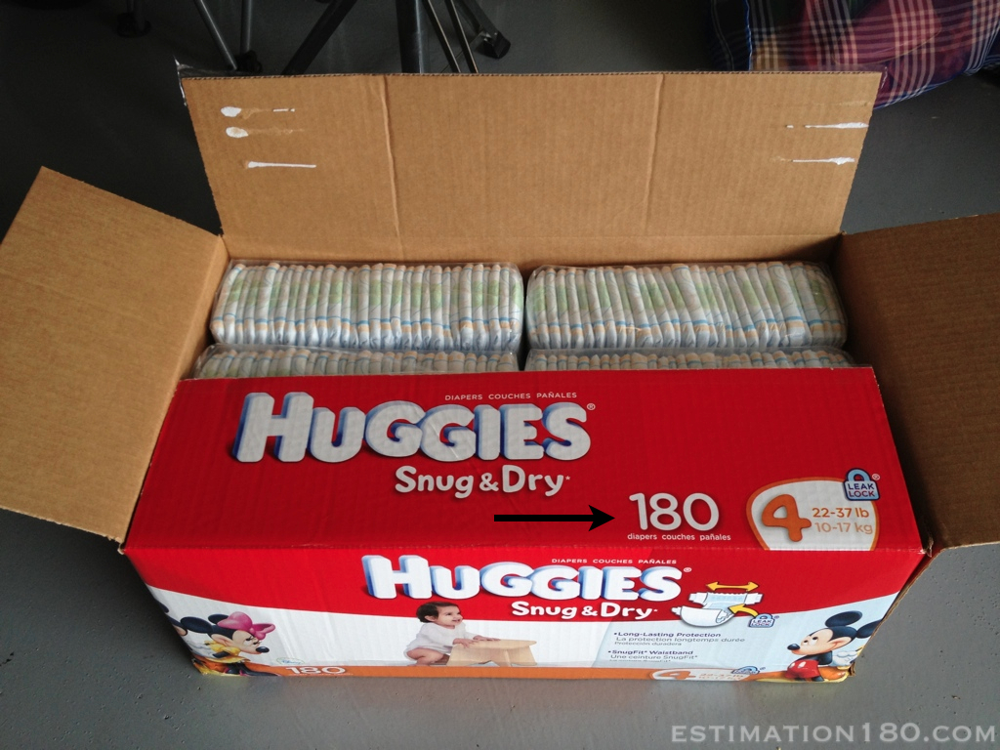 DIAPERS COUCHES PAÑALES
HUGGIES®
Snug & Dry*
180
diapers couches pañales
4
22-37 lb
10-17 kg
LEAK LOCK®
DIAPERS COUCHES PAÑALES
HUGGIES®
Snug & Dry*
LEAK LOCK
•Long-Lasting Protection
La protection longtemps durée
Protección duradera
•SnugFit* Waistband
Une ceinture SnugFit*
180
4
ESTIMATION180.COM